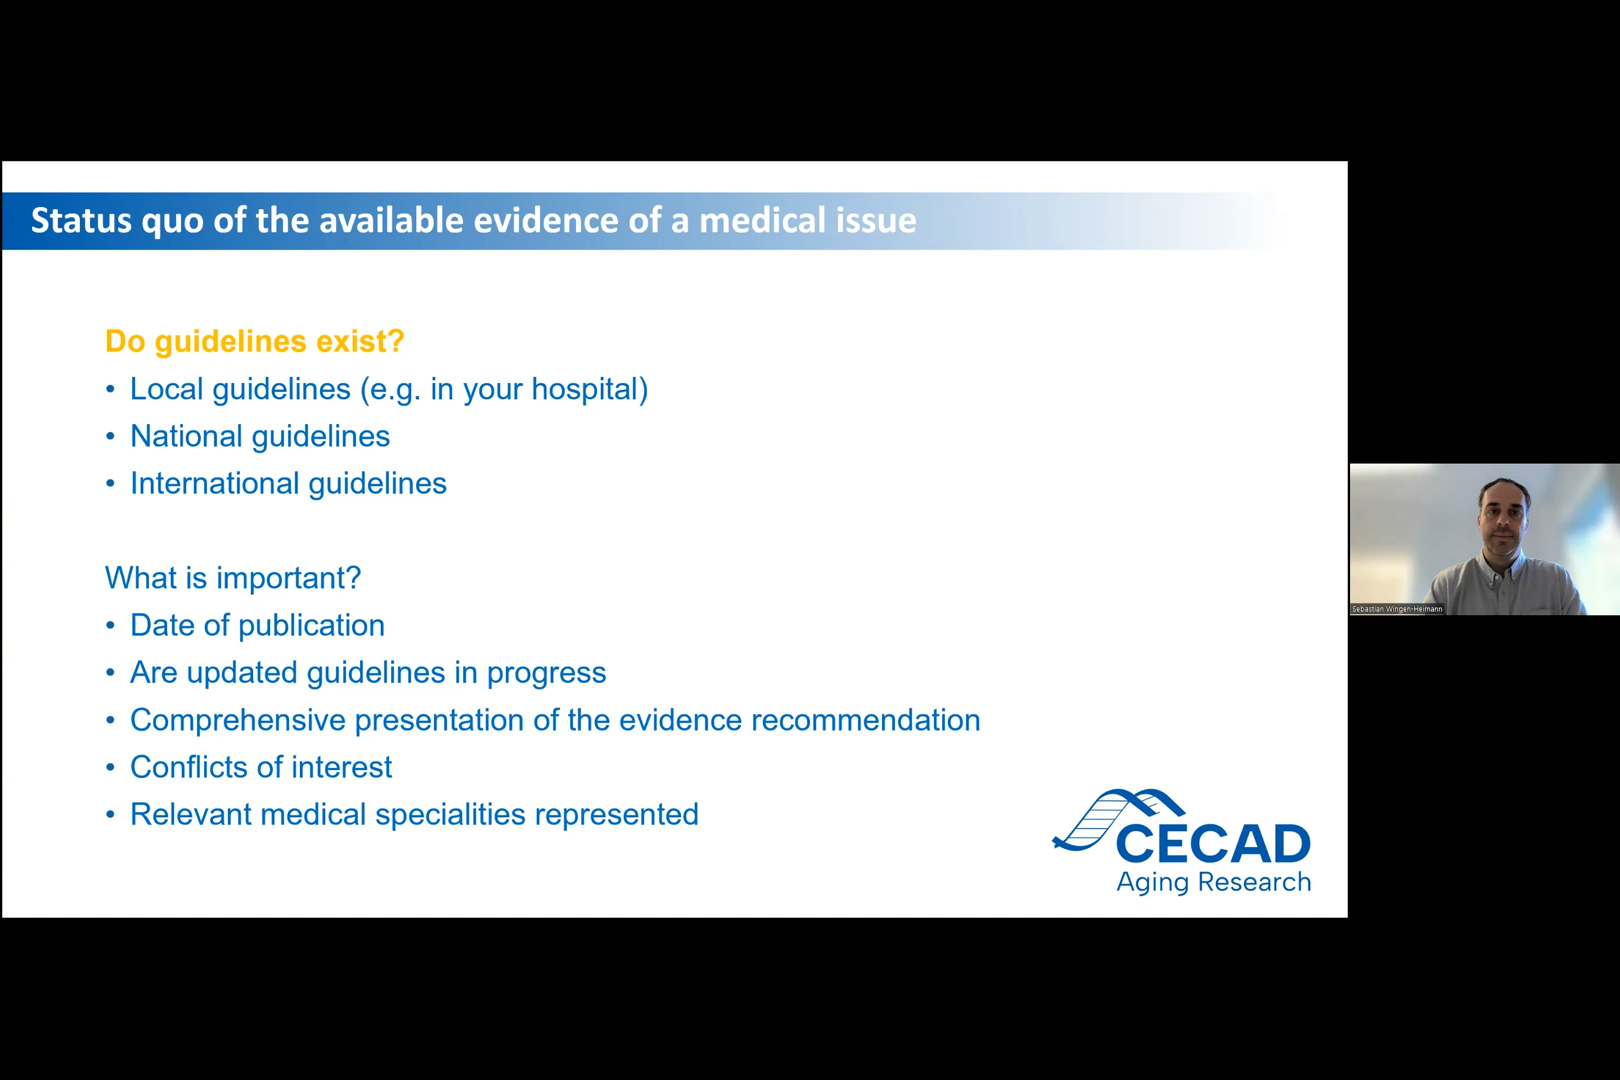 Status quo of the available evidence of a medical issue
Do guidelines exist?
• Local guidelines (e.g. in your hospital)
• National guidelines
• International guidelines
What is important?
• Date of publication
• Are updated guidelines in progress
• Comprehensive presentation of the evidence recommendation
• Conflicts of interest
• Relevant medical specialities represented
CECAD
Aging Research
Sebastian Wingen-Heimann